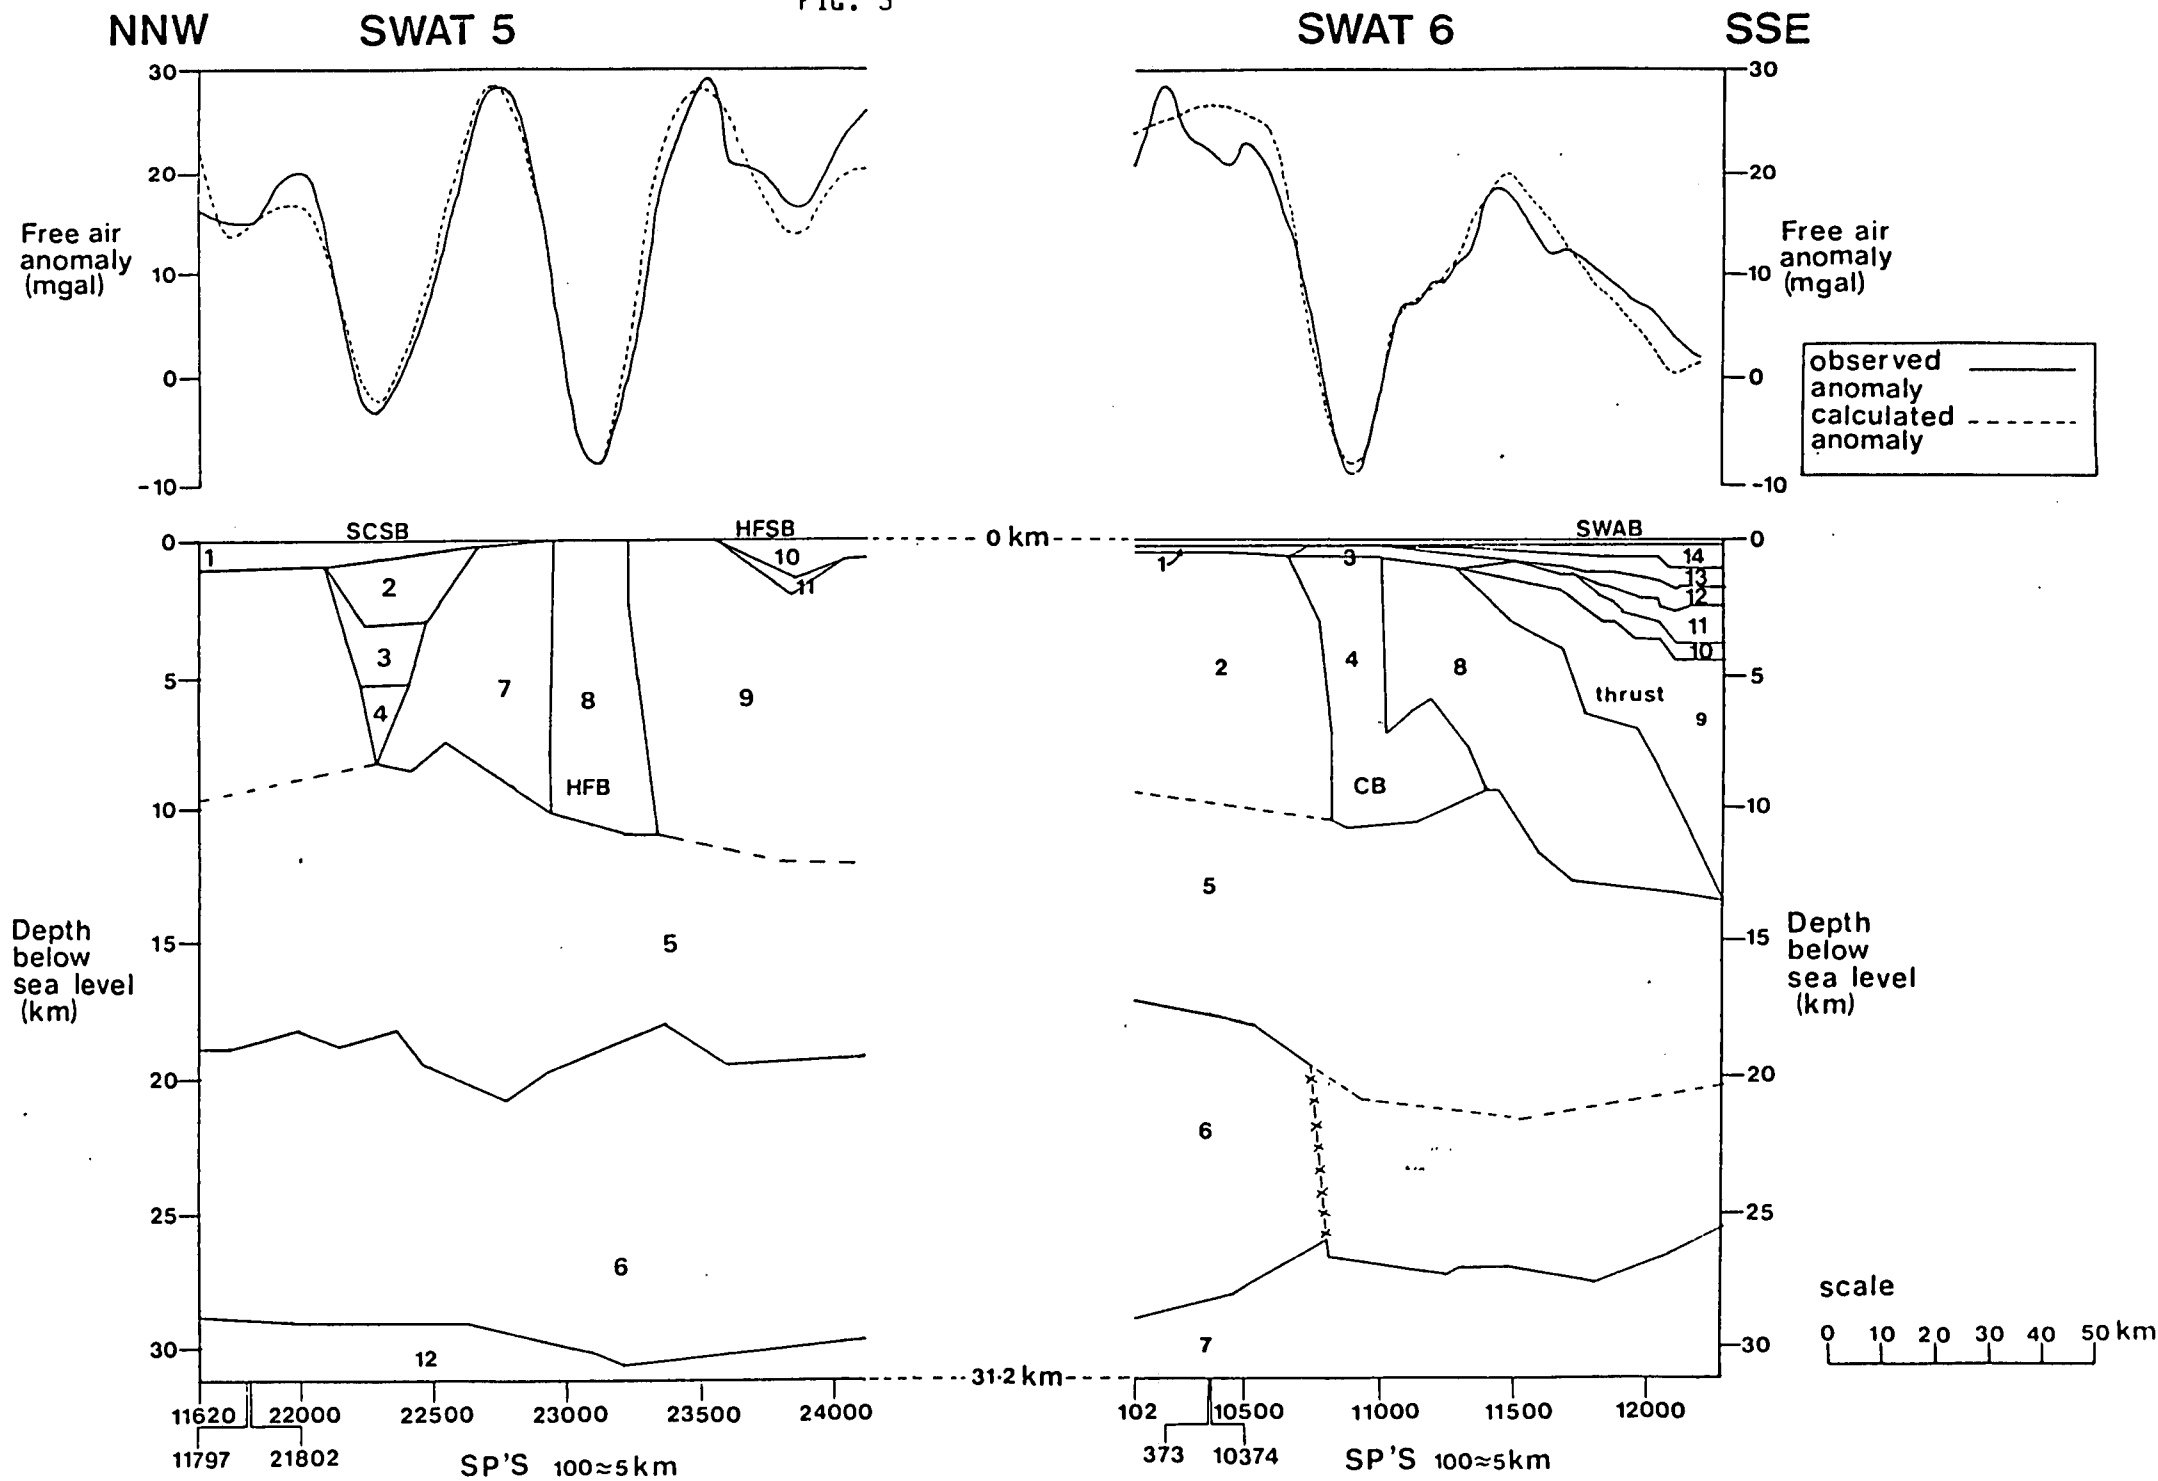 FIG. 5
NNW
SWAT 5
SWAT 6
SSE
30
20
10
0
-10
Free air
anomaly
(mgal)
30
20
10
0
-10
Free air
anomaly
(mgal)
observed
anomaly
calculated
anomaly
SCSB
HFSB
0 km
SWAB
0
5
10
15
20
25
30
Depth
below
sea level
(km)
1
2
3
4
7
8
9
10
11
HFB
5
6
12
31·2 km
1
2
3
4
8
CB
thrust
9
10
11
12
13
14
5
6
7
0
5
10
15
20
25
30
Depth
below
sea level
(km)
scale
0 10 20 30 40 50 km
11620 22000 22500 23000 23500 24000
11797 21802
SP'S 100≈5km
102 10500 11000 11500 12000
373 10374
SP'S 100≈5km